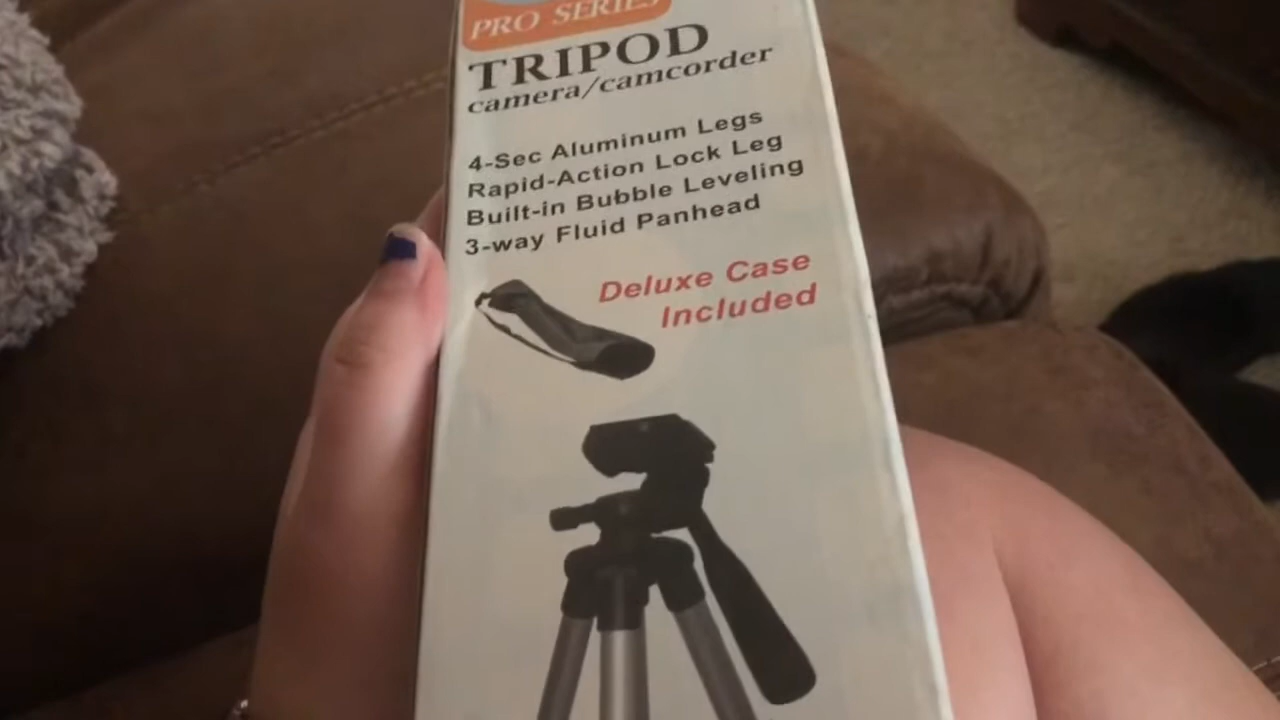 PRO SERIES
TRIPOD
camera/camcorder
4-Sec Aluminum Legs
Rapid-Action Lock Leg
Built-in Bubble Leveling
3-way Fluid Panhead
Deluxe Case
Included